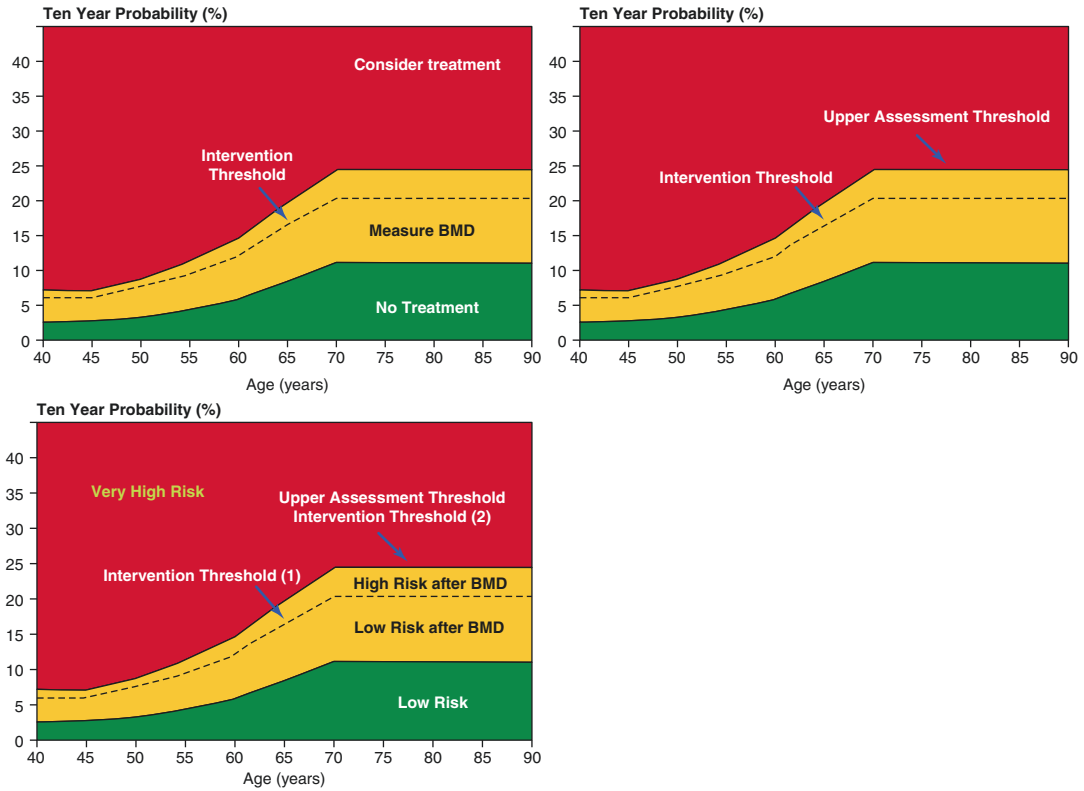 Ten Year Probability (%)
40
35
30
25
20
15
10
5
0
Consider treatment
Intervention
Threshold
Measure BMD
No Treatment
40 45 50 55 60 65 70 75 80 85 90
Age (years)
Ten Year Probability (%)
40
35
30
25
20
15
10
5
0
Upper Assessment Threshold
Intervention Threshold
40 45 50 55 60 65 70 75 80 85 90
Age (years)
Ten Year Probability (%)
40
35
30
25
20
15
10
5
0
Very High Risk
Upper Assessment Threshold
Intervention Threshold (2)
Intervention Threshold (1)
High Risk after BMD
Low Risk after BMD
Low Risk
40 45 50 55 60 65 70 75 80 85 90
Age (years)